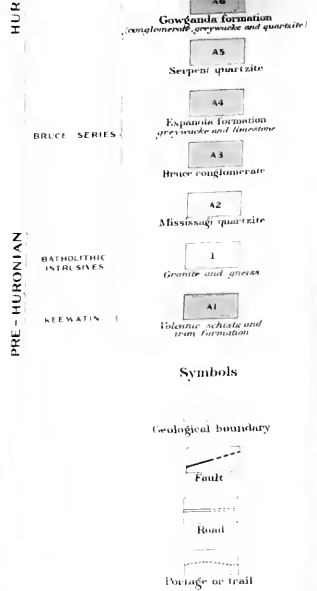 HUR
A6
Gowganda formation
(conglomerate, greywacke and quartzite)
A5
Serpent quartzite
A4
Espanola formation
greywacke and limestone
BRUCE SERIES
A3
Bruce conglomerate
A2
Mississagi quartzite
PRE-HURONIAN
BATHOLITHIC
INTRUSIVES
1
Granite and gneiss
KEEWATIN
A1
Volcanic schists and
iron formation
Symbols
Geological boundary
Fault
Road
Portage or trail